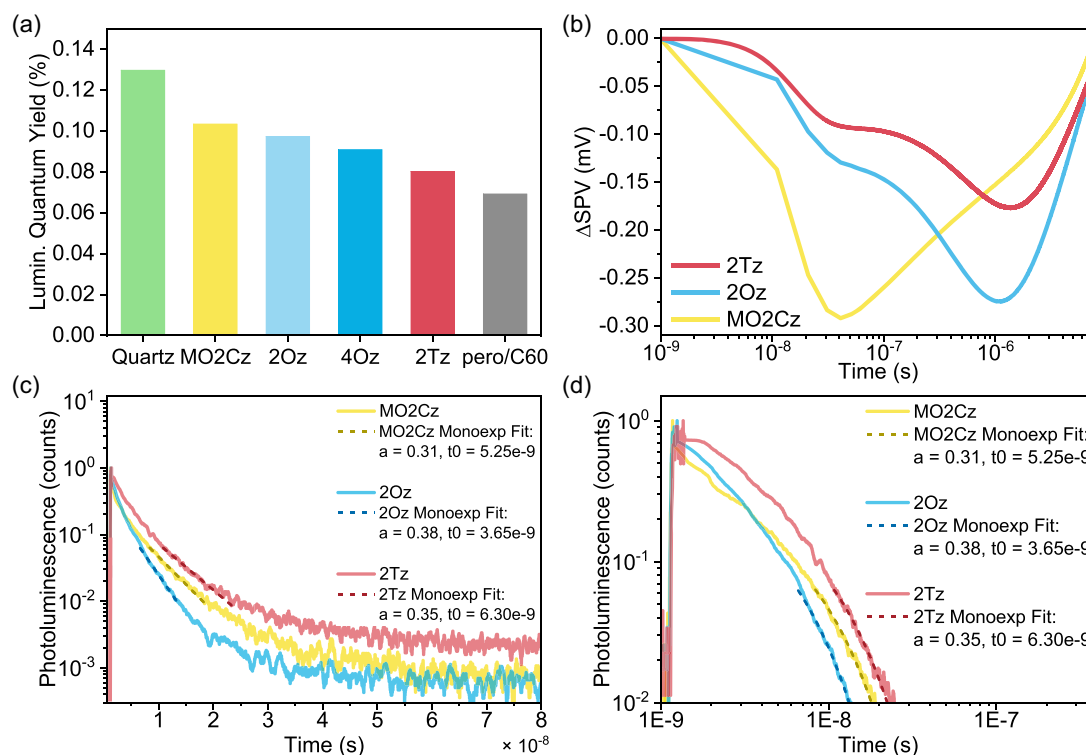 (a)
Lumin. Quantum Yield (%)
0.14
0.12
0.10
0.08
0.06
0.04
0.02
0.00
Quartz MO2Cz 2Oz 4Oz 2Tz pero/C60
(b)
ΔSPV (mV)
0.00
-0.05
-0.10
-0.15
-0.20
-0.25
-0.30
2Tz
2Oz
MO2Cz
10⁻⁹ 10⁻⁸ 10⁻⁷ 10⁻⁶
Time (s)
(c)
Photoluminescence (counts)
10¹
10⁰
10⁻¹
10⁻²
10⁻³
MO2Cz
MO2Cz Monoexp Fit:
a = 0.31, t0 = 5.25e-9
2Oz
2Oz Monoexp Fit:
a = 0.38, t0 = 3.65e-9
2Tz
2Tz Monoexp Fit:
a = 0.35, t0 = 6.30e-9
1 2 3 4 5 6 7 8
Time (s)
× 10⁻⁸
(d)
Photoluminescence (counts)
10⁰
10⁻¹
10⁻²
MO2Cz
MO2Cz Monoexp Fit:
a = 0.31, t0 = 5.25e-9
2Oz
2Oz Monoexp Fit:
a = 0.38, t0 = 3.65e-9
2Tz
2Tz Monoexp Fit:
a = 0.35, t0 = 6.30e-9
1E-9 1E-8 1E-7
Time (s)